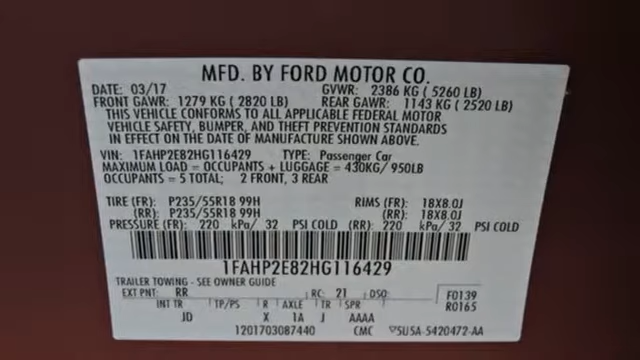 MFD. BY FORD MOTOR CO.
DATE: 03/17 GVWR: 2386 KG ( 5260 LB)
FRONT GAWR: 1279 KG ( 2820 LB) REAR GAWR: 1143 KG ( 2520 LB)
THIS VEHICLE CONFORMS TO ALL APPLICABLE FEDERAL MOTOR
VEHICLE SAFETY, BUMPER, AND THEFT PREVENTION STANDARDS
IN EFFECT ON THE DATE OF MANUFACTURE SHOWN ABOVE.
VIN: 1FAHP2E82HG116429 TYPE: Passenger Car
MAXIMUM LOAD = OCCUPANTS + LUGGAGE = 430KG/ 950LB
OCCUPANTS = 5 TOTAL; 2 FRONT, 3 REAR
TIRE (FR): P235/55R18 99H RIMS (FR): 18X8.0J
(RR): P235/55R18 99H (RR): 18X8.0J
PRESSURE (FR): 220 kPa/ 32 PSI COLD (RR): 220 kPa/ 32 PSI COLD
1FAHP2E82HG116429
TRAILER TOWING - SEE OWNER GUIDE
EXT PNT: RR RC: 21 DSO: F0139
INT TR TP/PS R AXLE TR SPR R0165
JD X 1A J AAAA
1201703087440 CMC 5U5A-5420472-AA